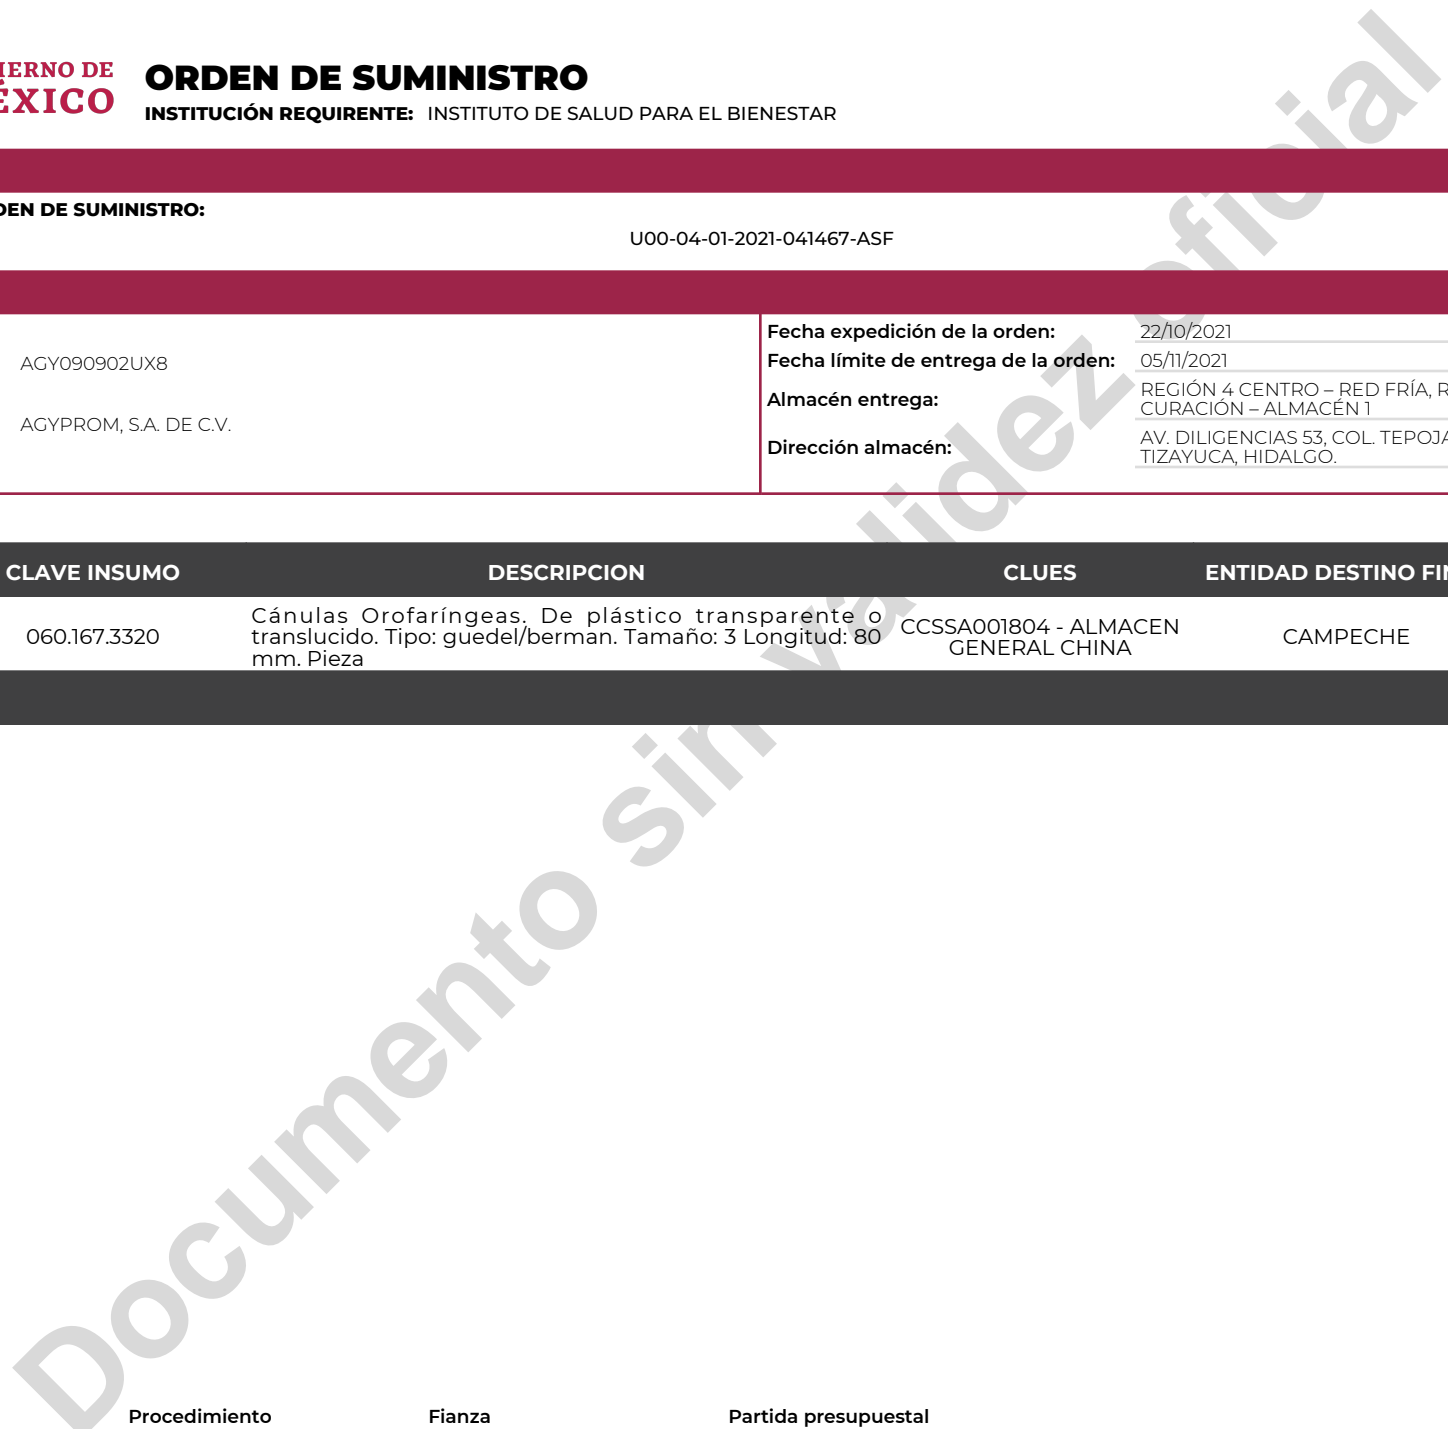 IERNO DE
ÉXICO
ORDEN DE SUMINISTRO
INSTITUCIÓN REQUIRENTE: INSTITUTO DE SALUD PARA EL BIENESTAR
DEN DE SUMINISTRO:
U00-04-01-2021-041467-ASF
AGY090902UX8
AGYPROM, S.A. DE C.V.
Fecha expedición de la orden: 22/10/2021
Fecha límite de entrega de la orden: 05/11/2021
Almacén entrega: REGIÓN 4 CENTRO – RED FRÍA, R
CURACIÓN – ALMACÉN 1
Dirección almacén: AV. DILIGENCIAS 53, COL. TEPOJA
TIZAYUCA, HIDALGO.
CLAVE INSUMO DESCRIPCION CLUES ENTIDAD DESTINO FIN
060.167.3320
Cánulas Orofaríngeas. De plástico transparente o
translucido. Tipo: guedel/berman. Tamaño: 3 Longitud: 80
mm. Pieza
CCSSA001804 - ALMACEN
GENERAL CHINA
CAMPECHE
Documento sin validez oficial
Procedimiento Fianza Partida presupuestal